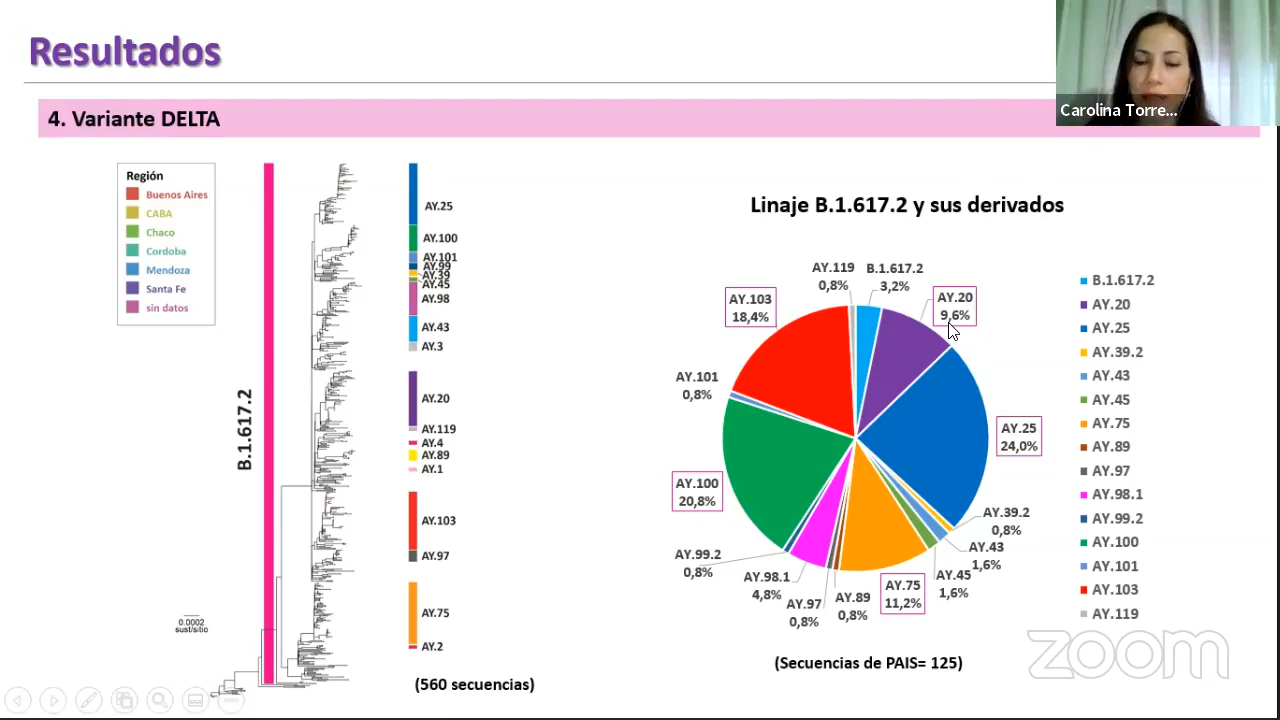 Resultados
4. Variante DELTA
Carolina Torre...
Región
Buenos Aires
CABA
Chaco
Cordoba
Mendoza
Santa Fe
sin datos
B.1.617.2
0.0002
sust/sitio
AY.25
AY.100
AY.101
AY.99
AY.39
AY.45
AY.98
AY.43
AY.3
AY.20
AY.119
AY.4
AY.89
AY.1
AY.103
AY.97
AY.75
AY.2
(560 secuencias)
Linaje B.1.617.2 y sus derivados
AY.119
0,8%
B.1.617.2
3,2%
AY.20
9,6%
AY.25
24,0%
AY.39.2
0,8%
AY.43
1,6%
AY.45
1,6%
AY.75
11,2%
AY.89
0,8%
AY.97
0,8%
AY.98.1
4,8%
AY.99.2
0,8%
AY.100
20,8%
AY.101
0,8%
AY.103
18,4%
B.1.617.2
AY.20
AY.25
AY.39.2
AY.43
AY.45
AY.75
AY.89
AY.97
AY.98.1
AY.99.2
AY.100
AY.101
AY.103
AY.119
(Secuencias de PAIS= 125)
zoom